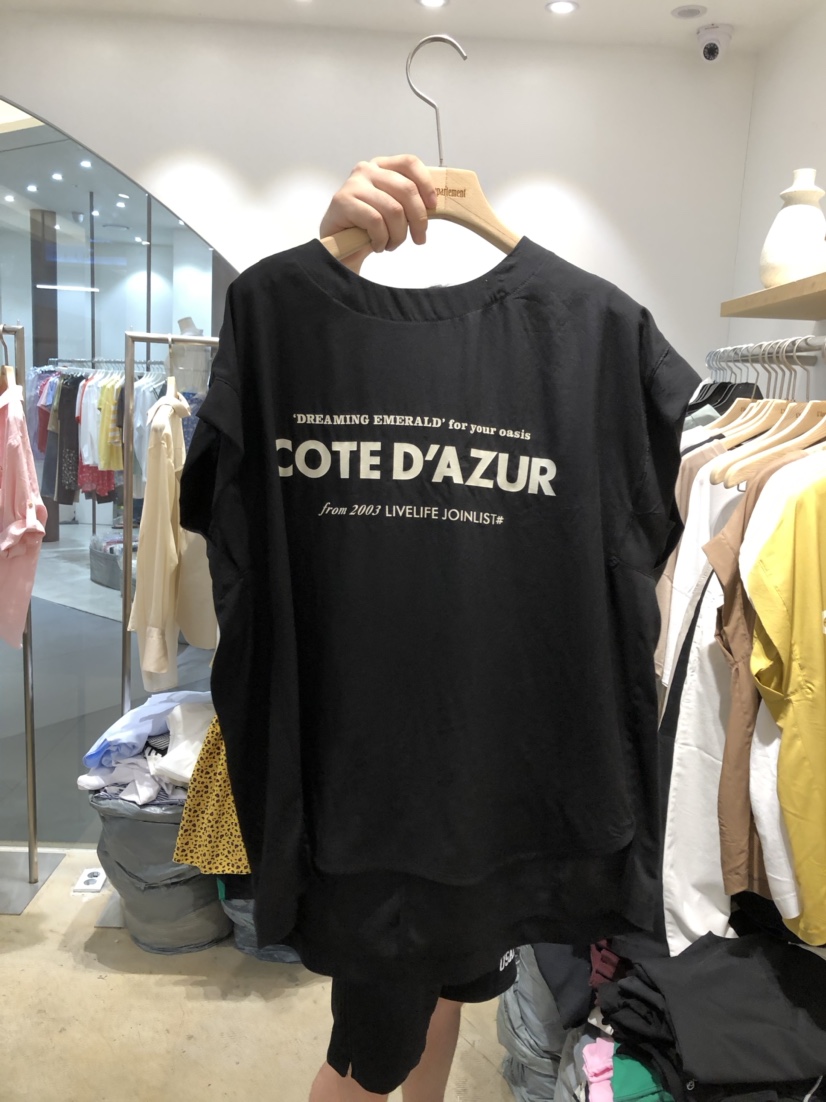 'DREAMING EMERALD' for your oasis
COTE D'AZUR
from 2003 LIVELIFE JOINLIST#